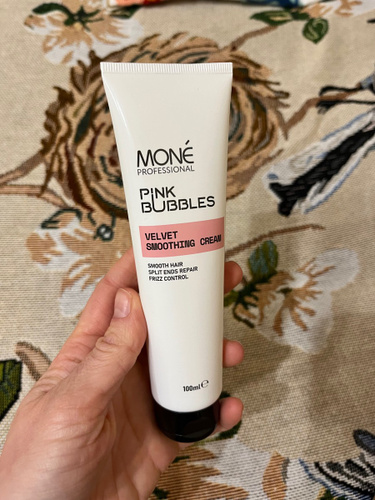 MONÉ
PROFESSIONAL
PINK
BUBBLES
VELVET
SMOOTHING CREAM
SMOOTH HAIR
SPLIT ENDS REPAIR
FRIZZ CONTROL
100ml℮